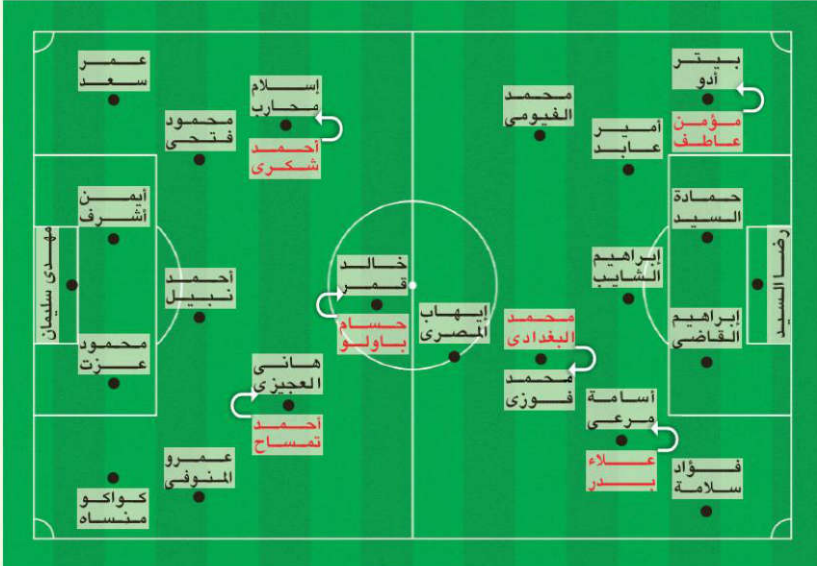 بيتر
أدو
مؤمن
عاطف
حمادة
السيد
رضا السيد
إبراهيم
القاضى
فؤاد
سلامة
أمير
عابد
إبراهيم
الشايب
أسامة
مرعى
علاء
بدر
محمد
الفيومى
محمد
البغدادى
محمد
فوزى
إيهاب
المصرى
خالد
قمر
حسام
باولو
إسلام
محارب
أحمد
شكرى
هانى
العجيزى
أحمد
تمساح
محمود
فتحى
أحمد
نبيل
عمرو
المنوفى
عمر
سعد
أيمن
أشرف
محمود
عزت
كواكو
منساه
مهدى سليمان